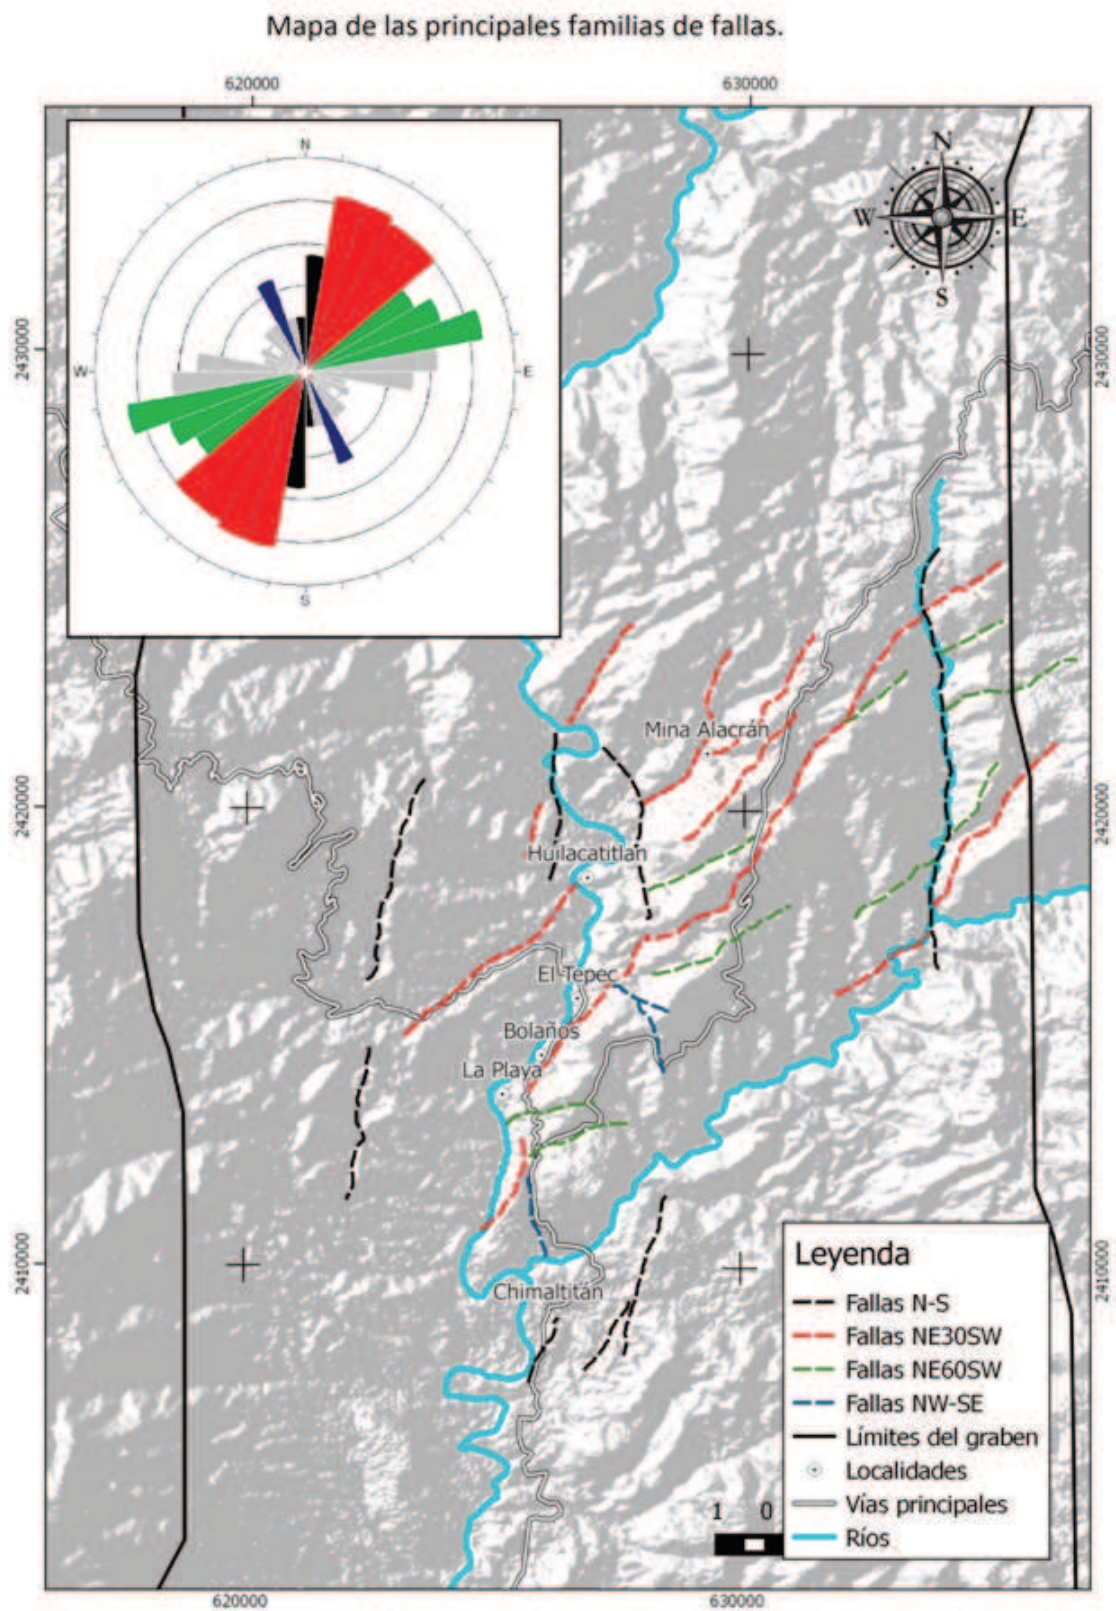 Mapa de las principales familias de fallas.
620000
630000
N
W
E
S
N
W
E
S
2430000
2430000
Mina Alacrán
2420000
2420000
Huilacatitlán
El Tepec
Bolaños
La Playa
2410000
2410000
Chimaltitán
Leyenda
Fallas N-S
Fallas NE30SW
Fallas NE60SW
Fallas NW-SE
Límites del graben
Localidades
Vías principales
Ríos
1 0
620000
630000